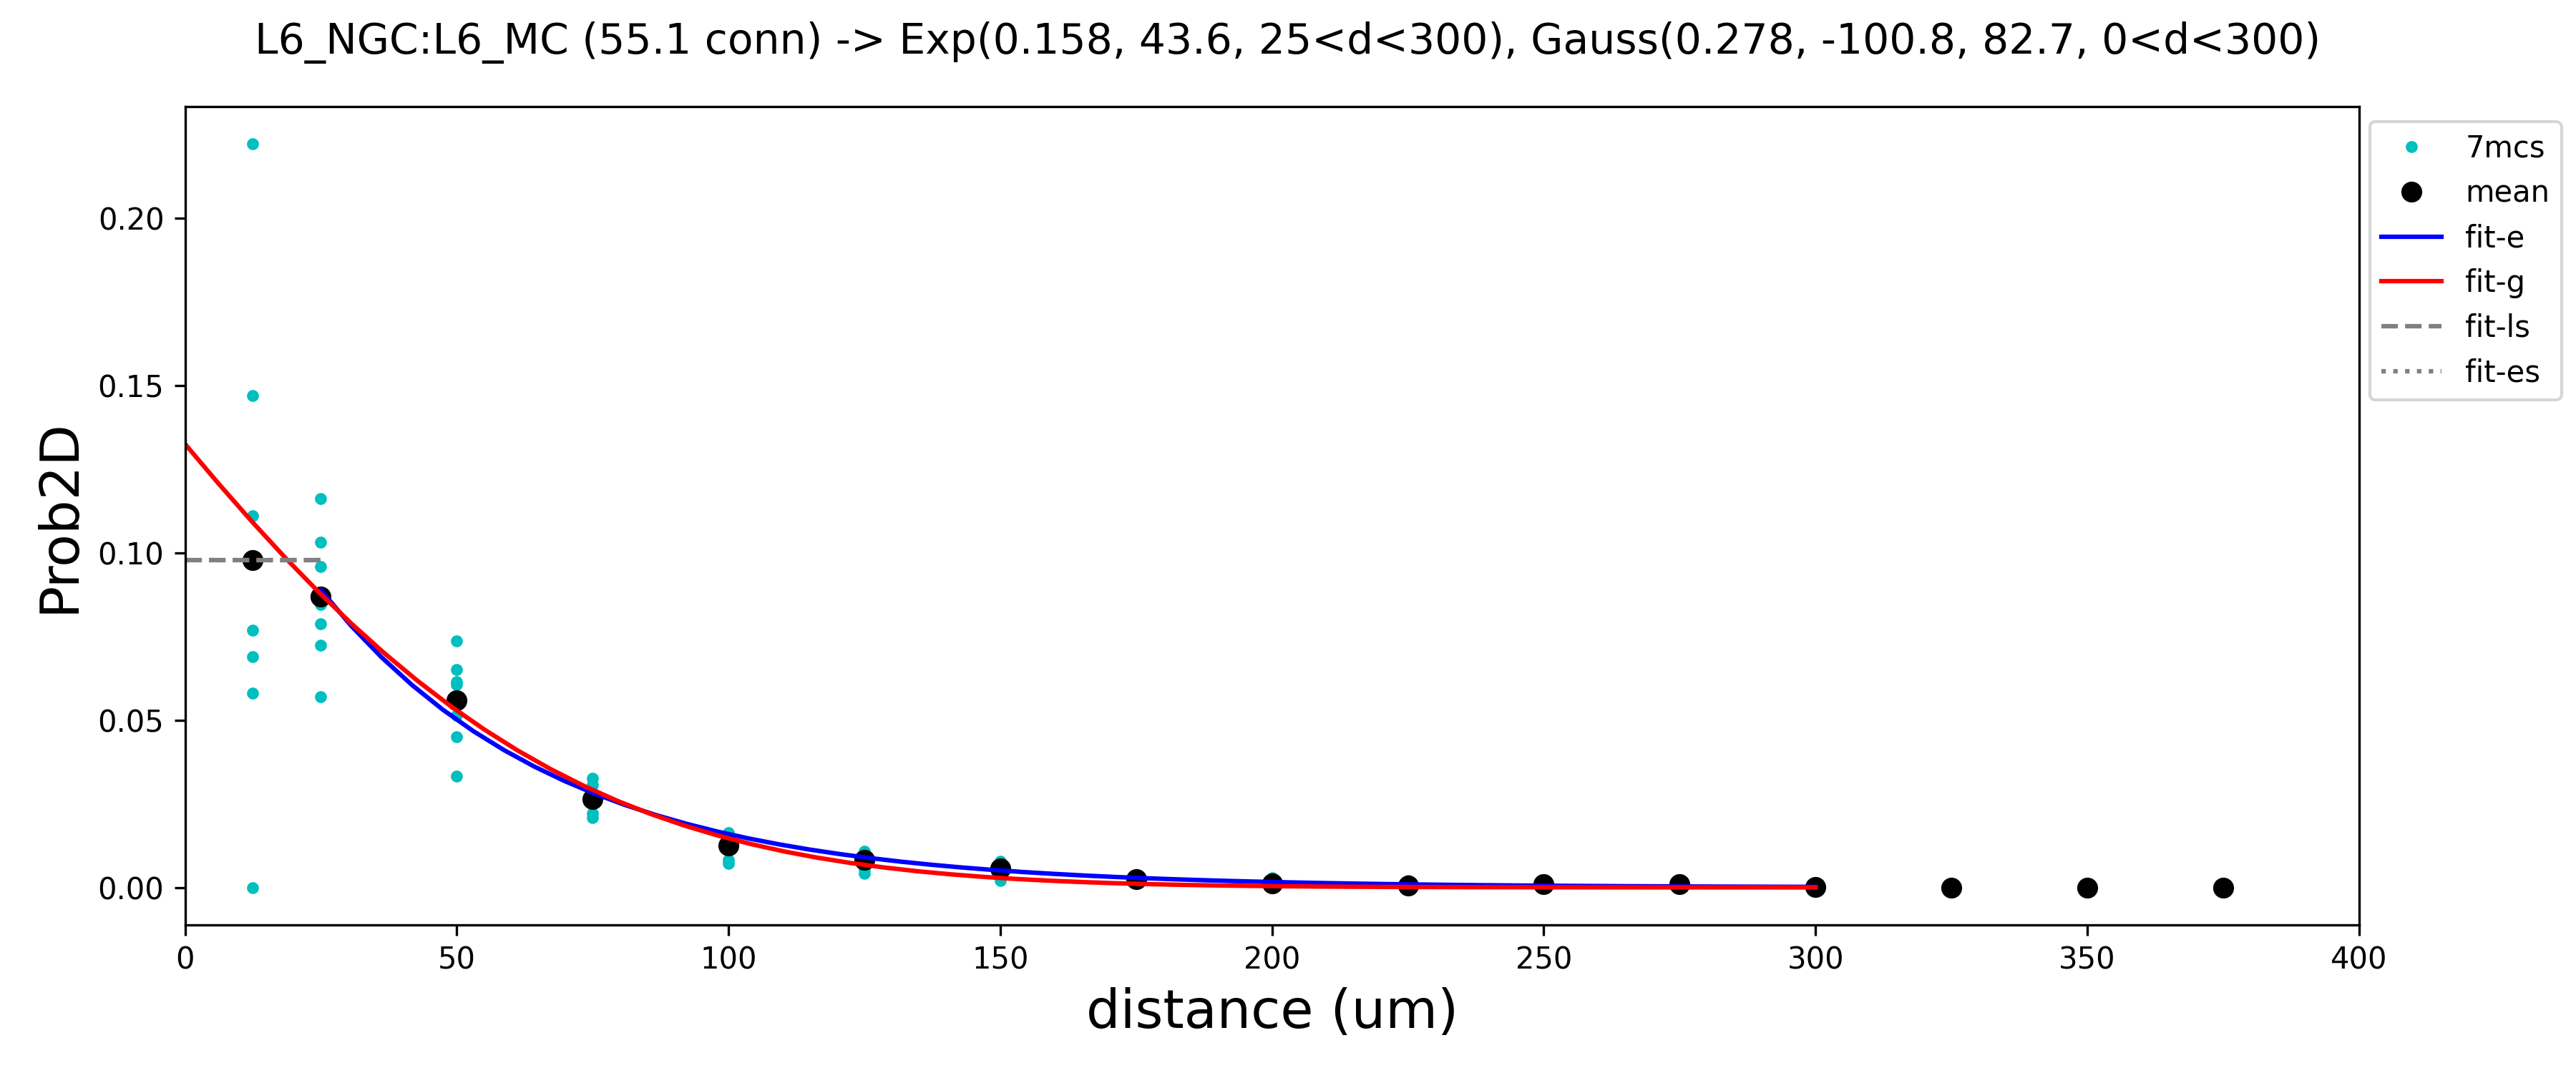 L6_NGC:L6_MC (55.1 conn) -> Exp(0.158, 43.6, 25<d<300), Gauss(0.278, -100.8, 82.7, 0<d<300)
7mcs
mean
fit-e
fit-g
fit-ls
fit-es
Prob2D
0.20
0.15
0.10
0.05
0.00
0 50 100 150 200 250 300 350 400
distance (um)